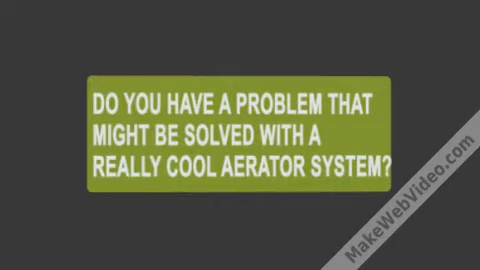 DO YOU HAVE A PROBLEM THAT
MIGHT BE SOLVED WITH A
REALLY COOL AERATOR SYSTEM?
MakeWebVideo.com